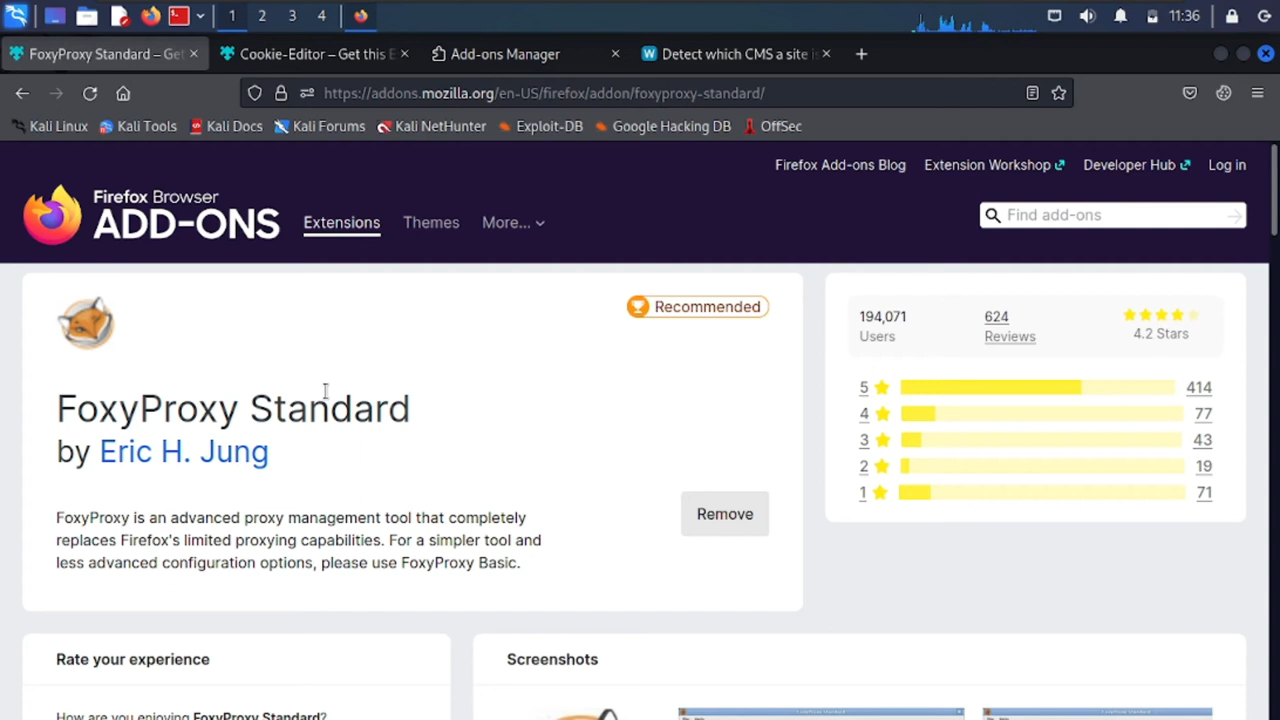 1 2 3 4 11:36
FoxyProxy Standard – Get
Cookie-Editor – Get this E
Add-ons Manager
Detect which CMS a site is
https://addons.mozilla.org/en-US/firefox/addon/foxyproxy-standard/
Kali Linux Kali Tools Kali Docs Kali Forums Kali NetHunter Exploit-DB Google Hacking DB OffSec
Firefox Add-ons Blog Extension Workshop Developer Hub Log in
Firefox Browser
ADD-ONS
Extensions Themes More...
Find add-ons
Recommended
FoxyProxy Standard
by Eric H. Jung
FoxyProxy is an advanced proxy management tool that completely
replaces Firefox's limited proxying capabilities. For a simpler tool and
less advanced configuration options, please use FoxyProxy Basic.
Remove
194,071
Users
624
Reviews
4.2 Stars
5 414
4 77
3 43
2 19
1 71
Rate your experience
How are you enjoying FoxyProxy Standard?
Screenshots